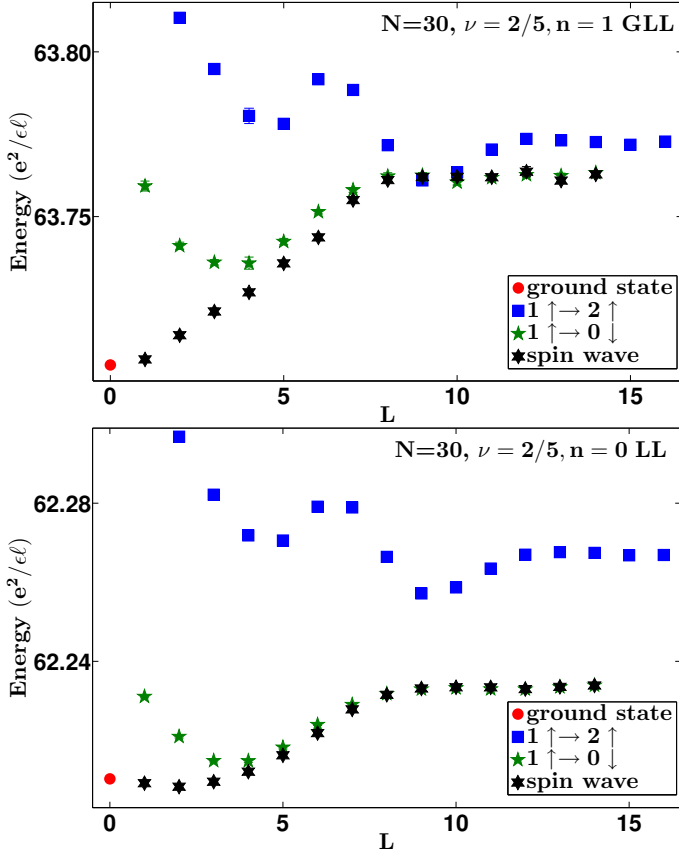 N=30, ν = 2/5, n = 1 GLL
63.80
63.75
Energy (e²/ϵℓ)
ground state
1 ↑→ 2 ↑
1 ↑→ 0 ↓
spin wave
0 5 10 15
L
N=30, ν = 2/5, n = 0 LL
62.28
62.24
Energy (e²/ϵℓ)
ground state
1 ↑→ 2 ↑
1 ↑→ 0 ↓
spin wave
0 5 10 15
L